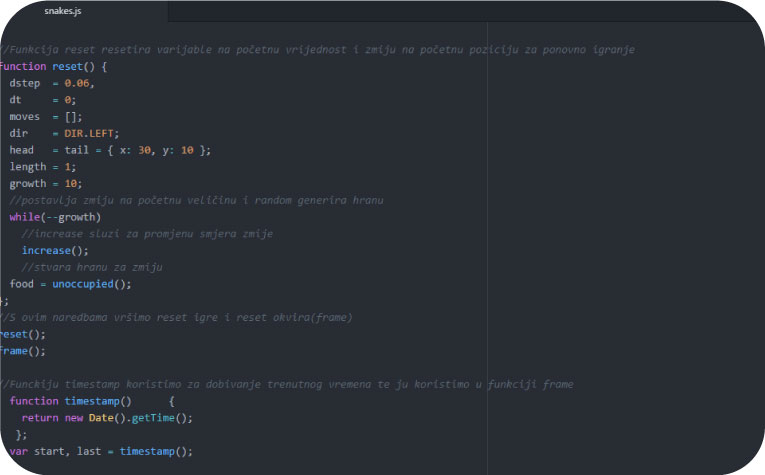 snakes.js
//Funkcija reset resetira varijable na početnu vrijednost i zmiju na početnu poziciju za ponovno igranje
function reset() {
dstep = 0.06,
dt = 0;
moves = [];
dir = DIR.LEFT;
head = tail = { x: 30, y: 10 };
length = 1;
growth = 10;
//postavlja zmiju na početnu veličinu i random generira hranu
while(--growth)
//increase sluzi za promjenu smjera zmije
increase();
//stvara hranu za zmiju
food = unoccupied();
};
//S ovim naredbama vršimo reset igre i reset okvira(frame)
reset();
frame();
//Funckiju timestamp koristimo za dobivanje trenutnog vremena te ju koristimo u funkciji frame
function timestamp() {
return new Date().getTime();
};
var start, last = timestamp();